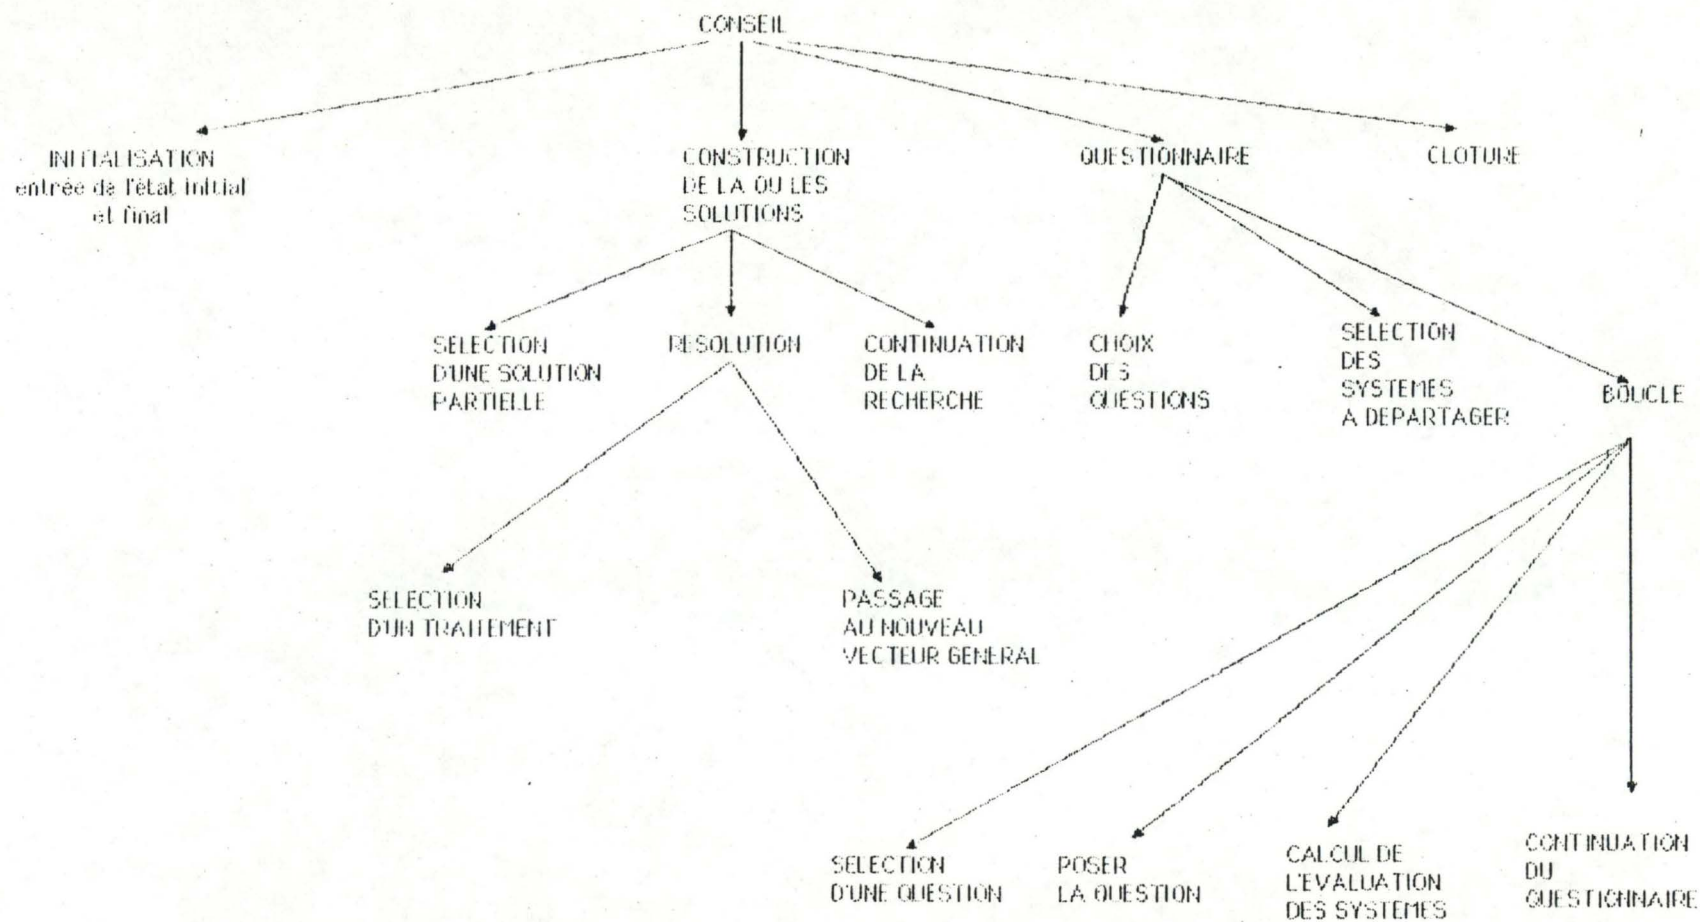 CONSEIL
INITIALISATION
entrée de l'état initial
et final
CONSTRUCTION
DE LA OU LES
SOLUTIONS
QUESTIONNAIRE
CLOTURE
SELECTION
D'UNE SOLUTION
PARTIELLE
RESOLUTION
CONTINUATION
DE LA
RECHERCHE
CHOIX
DES
QUESTIONS
SELECTION
DES
SYSTEMES
A DEPARTAGER
BOUCLE
SELECTION
D'UN TRAITEMENT
PASSAGE
AU NOUVEAU
VECTEUR GENERAL
SELECTION
D'UNE QUESTION
POSER
LA QUESTION
CALCUL DE
L'EVALUATION
DES SYSTEMES
CONTINUATION
DU
QUESTIONNAIRE